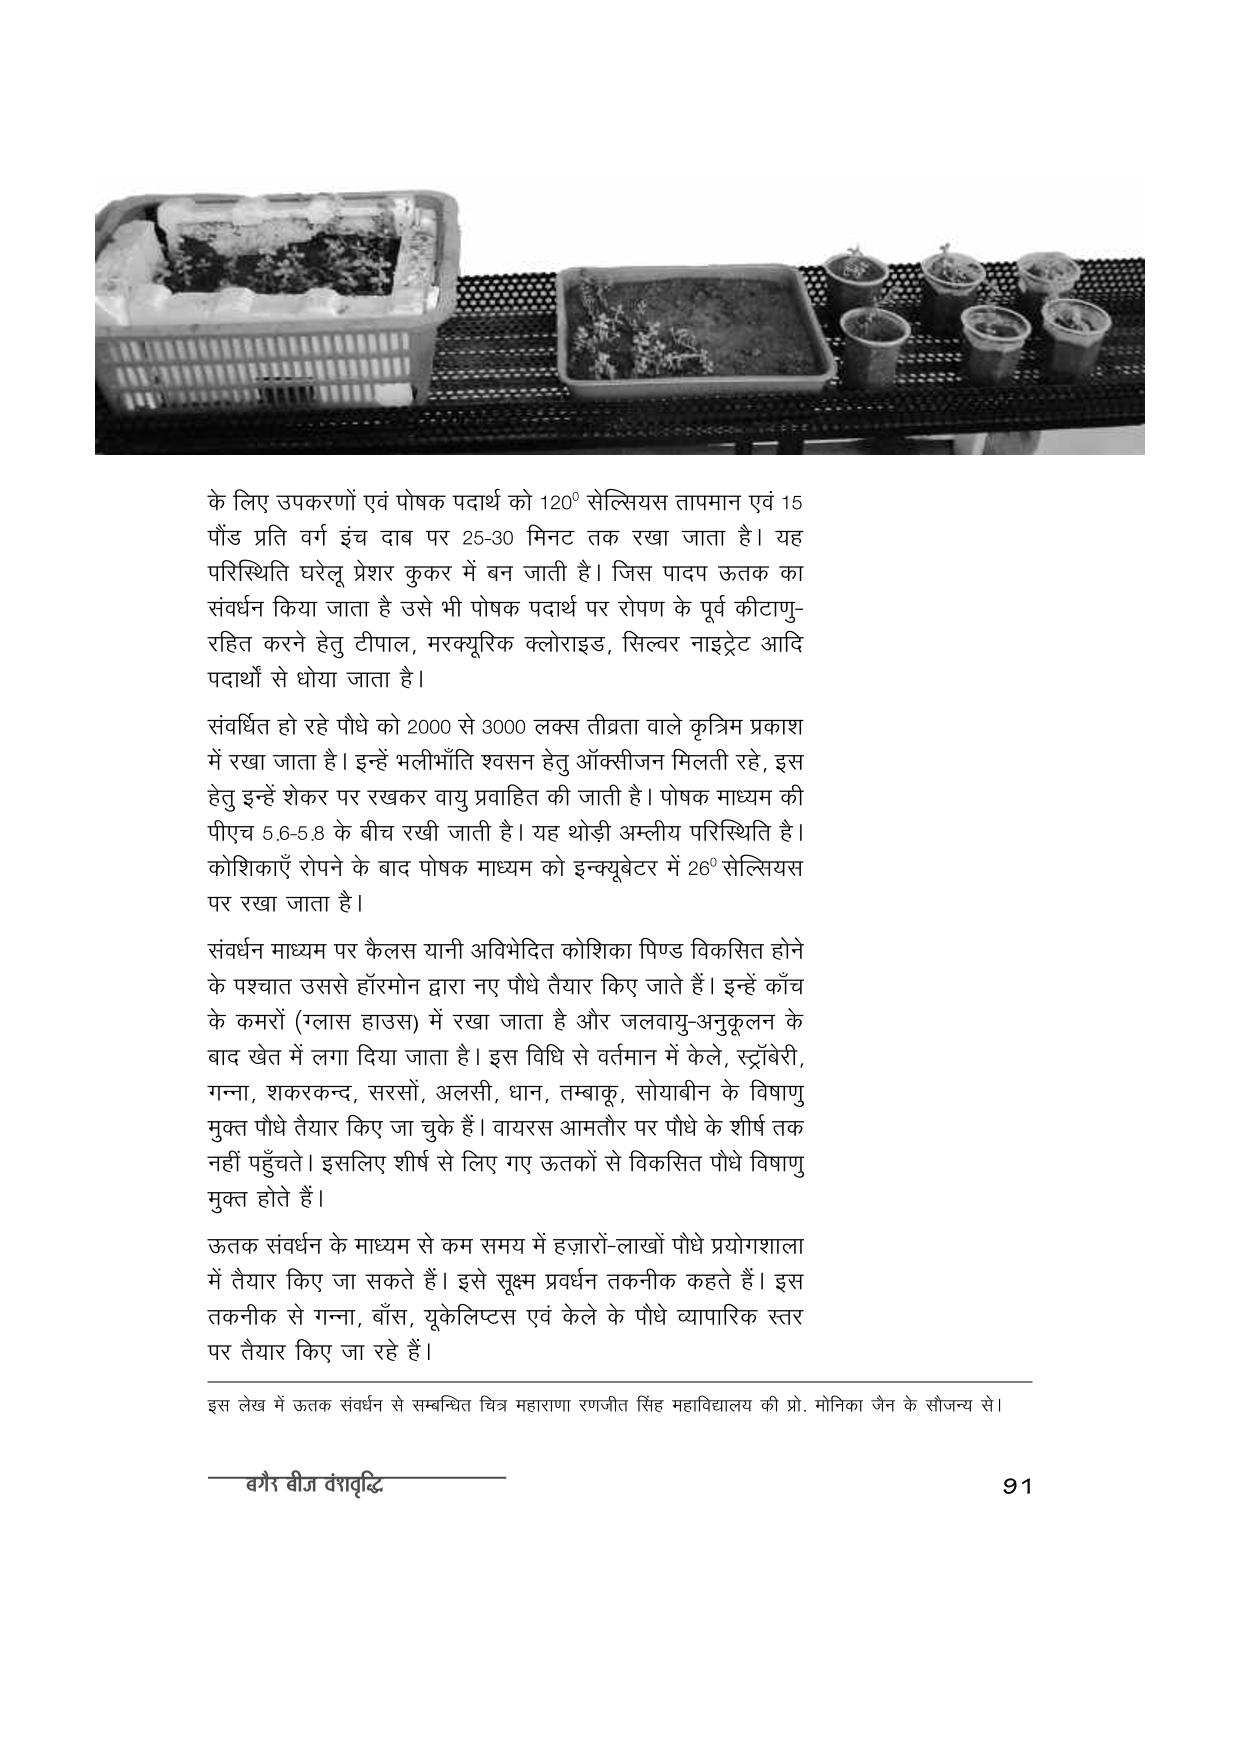 के लिए उपकरणों एवं पोषक पदार्थ को 120⁰ सेल्सियस तापमान एवं 15
पौंड प्रति वर्ग इंच दाब पर 25-30 मिनट तक रखा जाता है। यह
परिस्थिति घरेलू प्रेशर कुकर में बन जाती है। जिस पादप ऊतक का
संवर्धन किया जाता है उसे भी पोषक पदार्थ पर रोपण के पूर्व कीटाणु-
रहित करने हेतु टीपाल, मरक्यूरिक क्लोराइड, सिल्वर नाइट्रेट आदि
पदार्थों से धोया जाता है।
संवर्धित हो रहे पौधे को 2000 से 3000 लक्स तीव्रता वाले कृत्रिम प्रकाश
में रखा जाता है। इन्हें भलीभाँति श्वसन हेतु ऑक्सीजन मिलती रहे, इस
हेतु इन्हें शेकर पर रखकर वायु प्रवाहित की जाती है। पोषक माध्यम की
पीएच 5.6-5.8 के बीच रखी जाती है। यह थोड़ी अम्लीय परिस्थिति है।
कोशिकाएँ रोपने के बाद पोषक माध्यम को इन्क्यूबेटर में 26⁰ सेल्सियस
पर रखा जाता है।
संवर्धन माध्यम पर कैलस यानी अविभेदित कोशिका पिण्ड विकसित होने
के पश्चात उससे हॉरमोन द्वारा नए पौधे तैयार किए जाते हैं। इन्हें काँच
के कमरों (ग्लास हाउस) में रखा जाता है और जलवायु-अनुकूलन के
बाद खेत में लगा दिया जाता है। इस विधि से वर्तमान में केले, स्ट्रॉबेरी,
गन्ना, शकरकन्द, सरसों, अलसी, धान, तम्बाकू, सोयाबीन के विषाणु
मुक्त पौधे तैयार किए जा चुके हैं। वायरस आमतौर पर पौधे के शीर्ष तक
नहीं पहुँचते। इसलिए शीर्ष से लिए गए ऊतकों से विकसित पौधे विषाणु
मुक्त होते हैं।
ऊतक संवर्धन के माध्यम से कम समय में हज़ारों-लाखों पौधे प्रयोगशाला
में तैयार किए जा सकते हैं। इसे सूक्ष्म प्रवर्धन तकनीक कहते हैं। इस
तकनीक से गन्ना, बाँस, यूकेलिप्टस एवं केले के पौधे व्यापारिक स्तर
पर तैयार किए जा रहे हैं।
इस लेख में ऊतक संवर्धन से सम्बन्धित चित्र महाराणा रणजीत सिंह महाविद्यालय की प्रो. मोनिका जैन के सौजन्य से।
बगैर बीज वंशवृद्धि 91